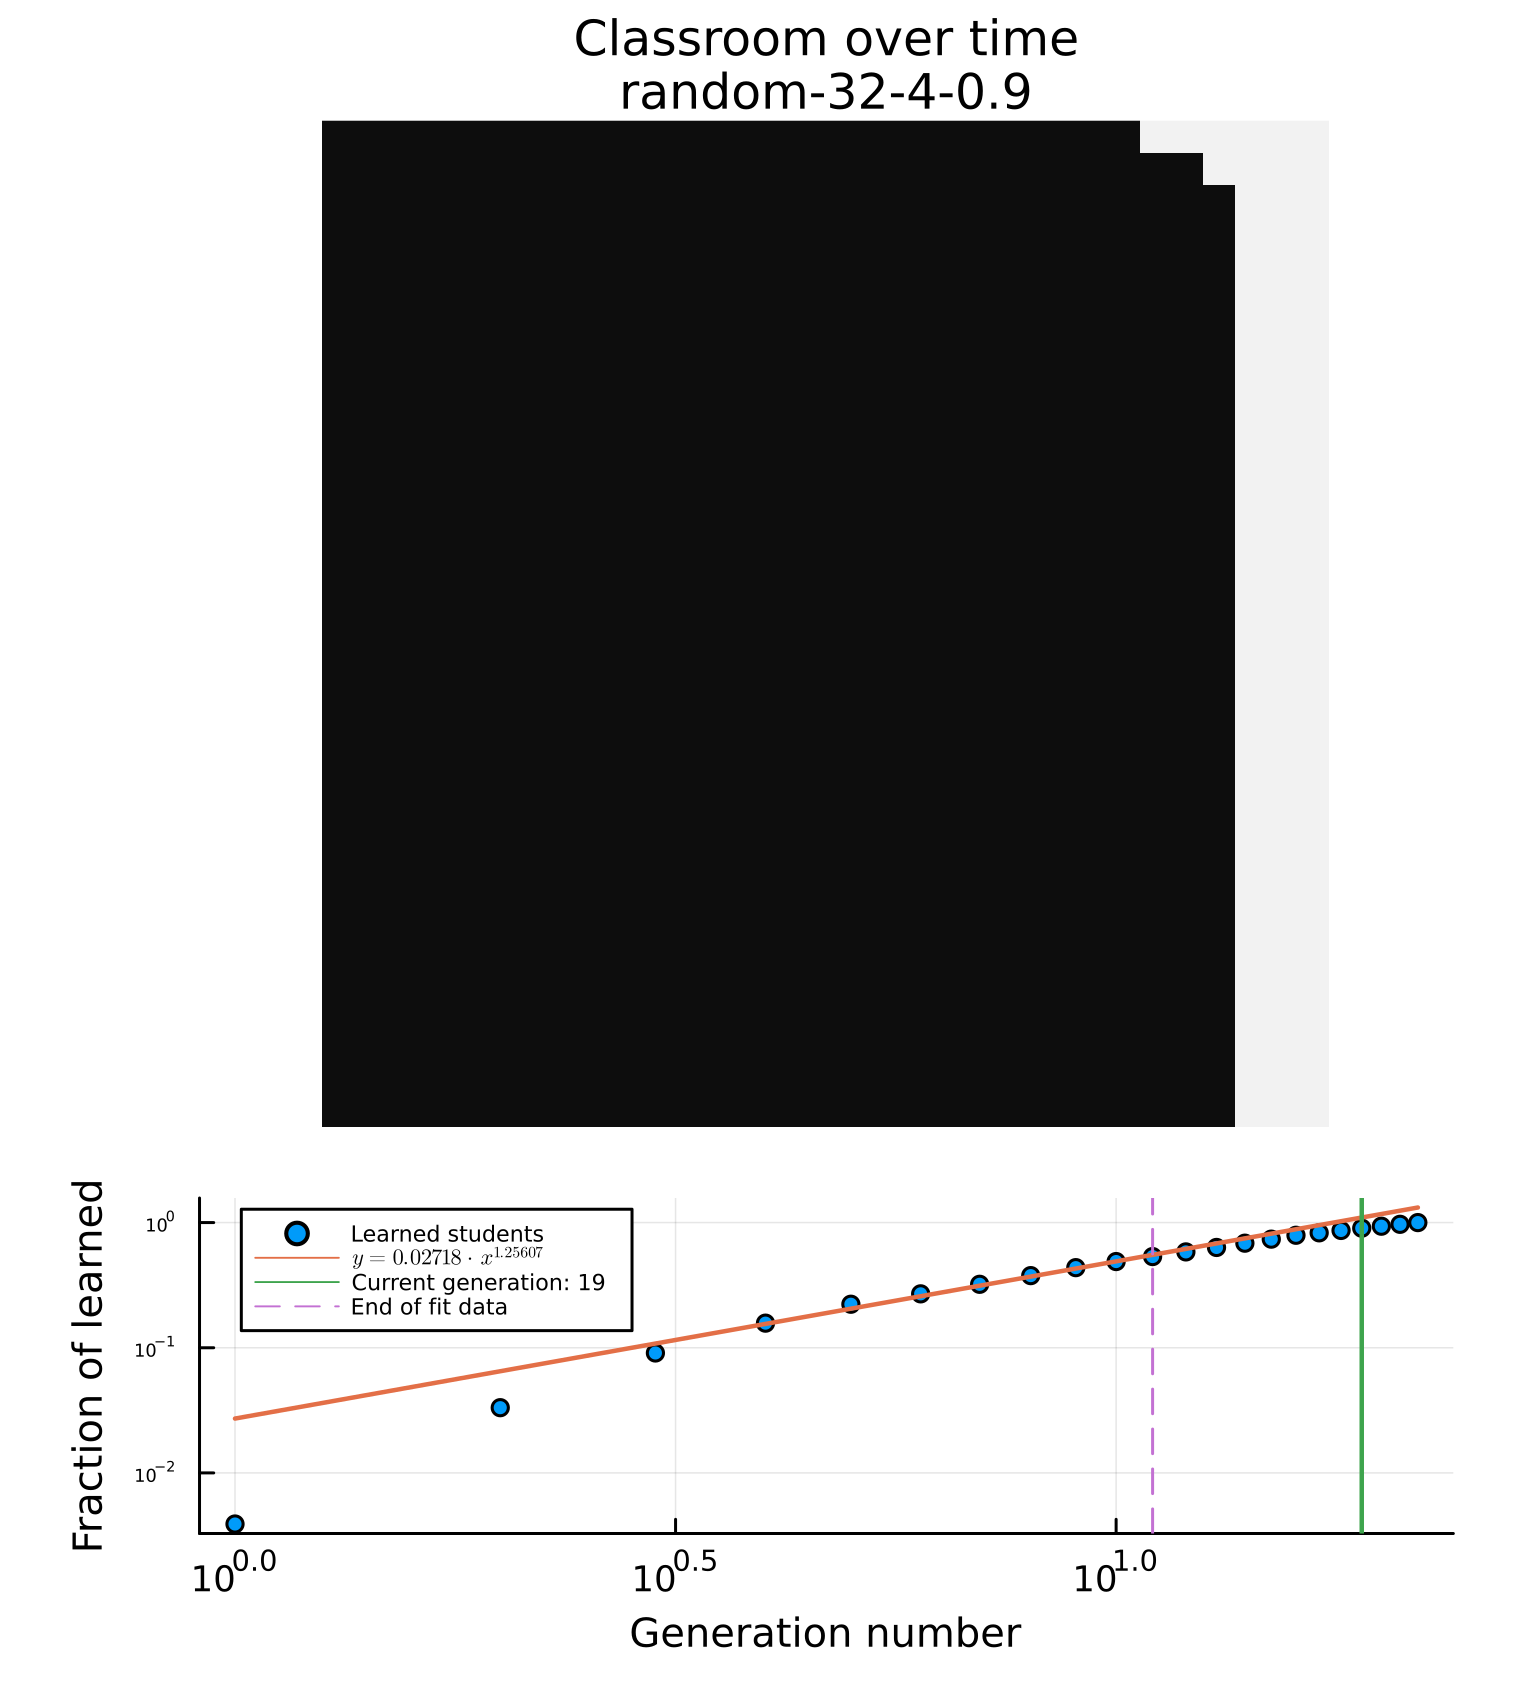 Classroom over time
random-32-4-0.9
Fraction of learned
10^0
10^−1
10^−2
Learned students
y = 0.02718 · x^1.25607
Current generation: 19
End of fit data
10^0.0
10^0.5
10^1.0
Generation number